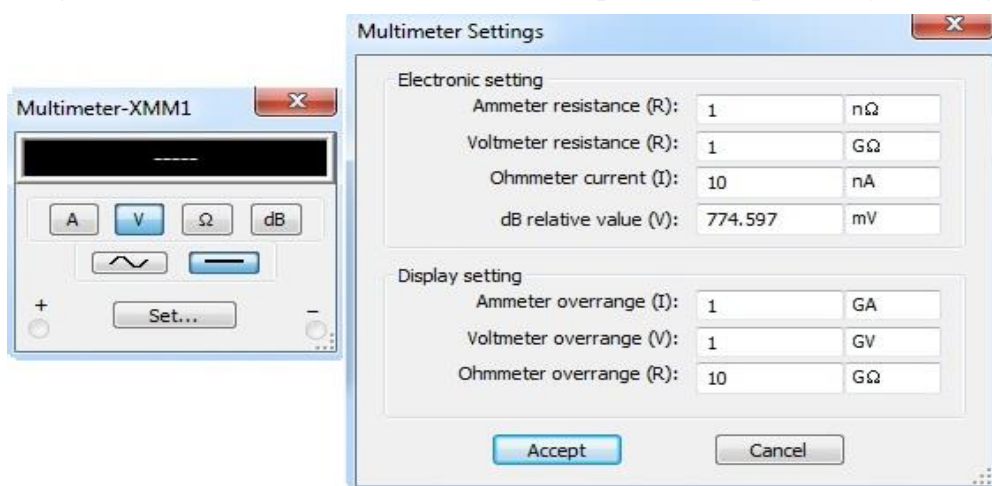 Multimeter-XMM1
-----
A V Ω dB
+ Set... −
Multimeter Settings
Electronic setting
Ammeter resistance (R): 1 nΩ
Voltmeter resistance (R): 1 GΩ
Ohmmeter current (I): 10 nA
dB relative value (V): 774.597 mV
Display setting
Ammeter overrange (I): 1 GA
Voltmeter overrange (V): 1 GV
Ohmmeter overrange (R): 10 GΩ
Accept Cancel